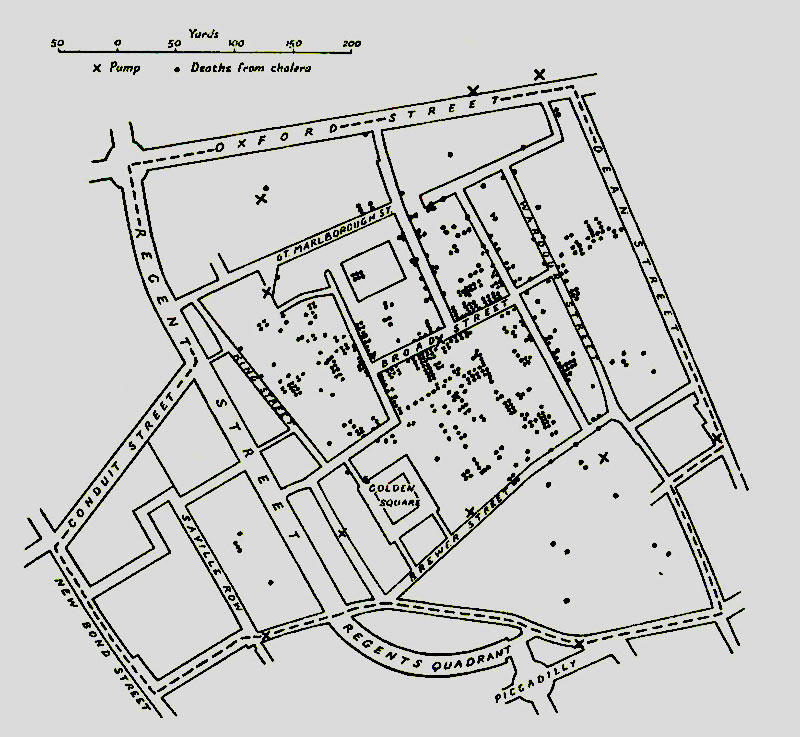 Yards
50 0 50 100 150 200
x Pump • Deaths from cholera
OXFORD STREET
DEAN STREET
REGENT STREET
GT. MARLBOROUGH ST.
WARDOUR STREET
BROAD STREET
KING STREET
CONDUIT STREET
GOLDEN
SQUARE
SAVILLE ROW
BREWER STREET
NEW BOND STREET
REGENTS QUADRANT
PICCADILLY